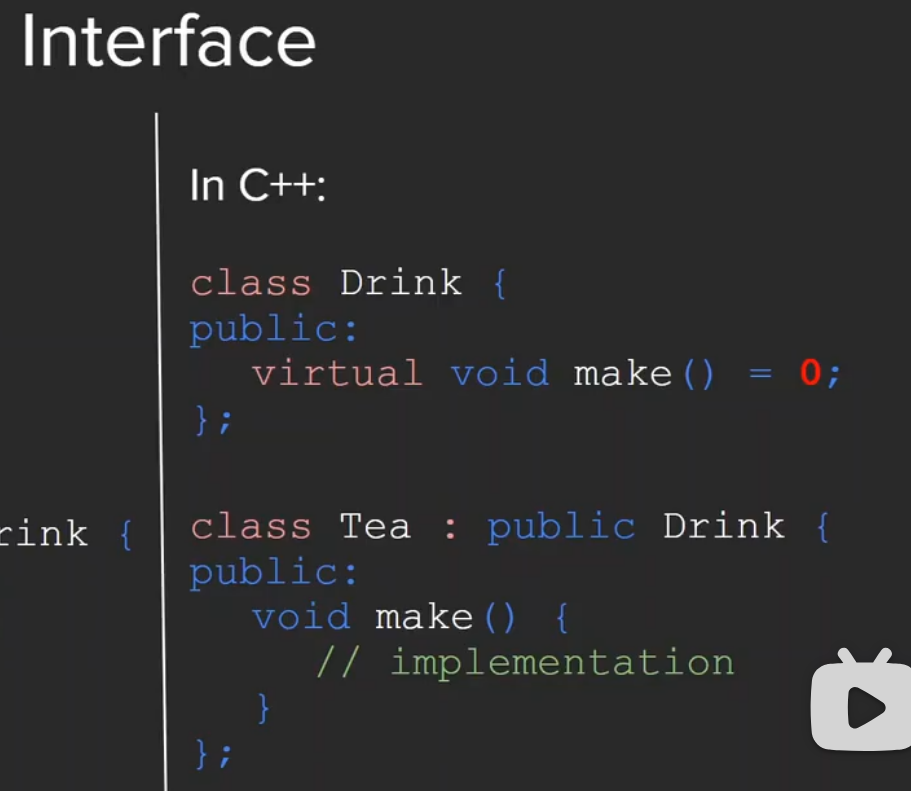 Interface
In C++:
class Drink {
public:
virtual void make() = 0;
};
rink {
class Tea : public Drink {
public:
void make() {
// implementation
}
};